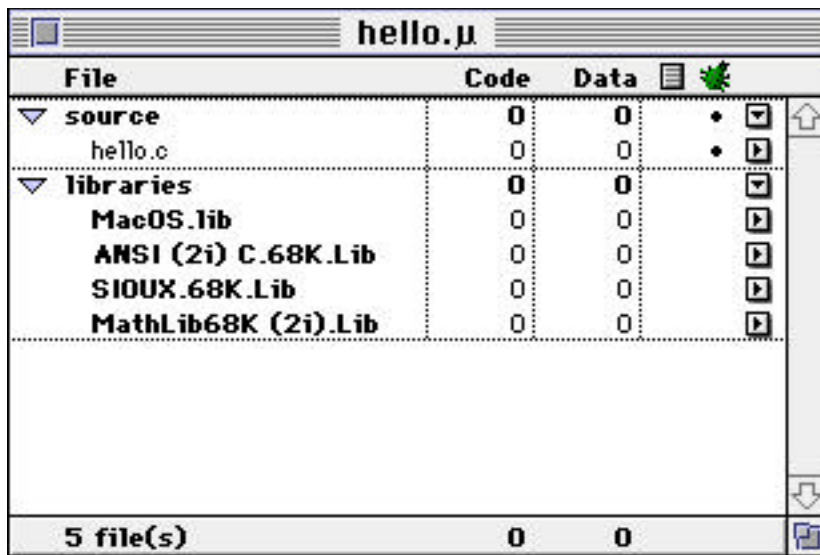 hello.µ
File Code Data
source 0 0 •
hello.c 0 0 •
libraries 0 0
MacOS.lib 0 0
ANSI (2i) C.68K.Lib 0 0
SIOUX.68K.Lib 0 0
MathLib68K (2i).Lib 0 0
5 file(s) 0 0